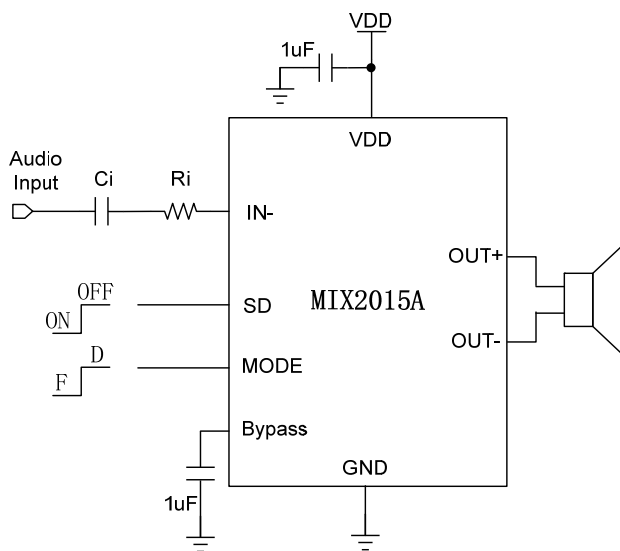 VDD
1uF
VDD
Audio
Input
Ci
Ri
IN-
OUT+
OFF
ON
SD
MIX2015A
OUT-
D
F
MODE
Bypass
GND
1uF